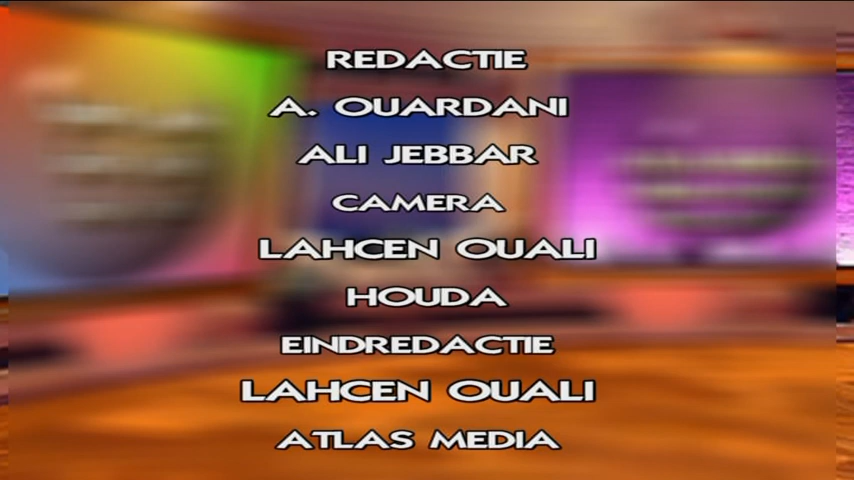 REDACTIE
A. OUARDANI
ALI JEBBAR
CAMERA
LAHCEN OUALI
HOUDA
EINDREDACTIE
LAHCEN OUALI
ATLAS MEDIA